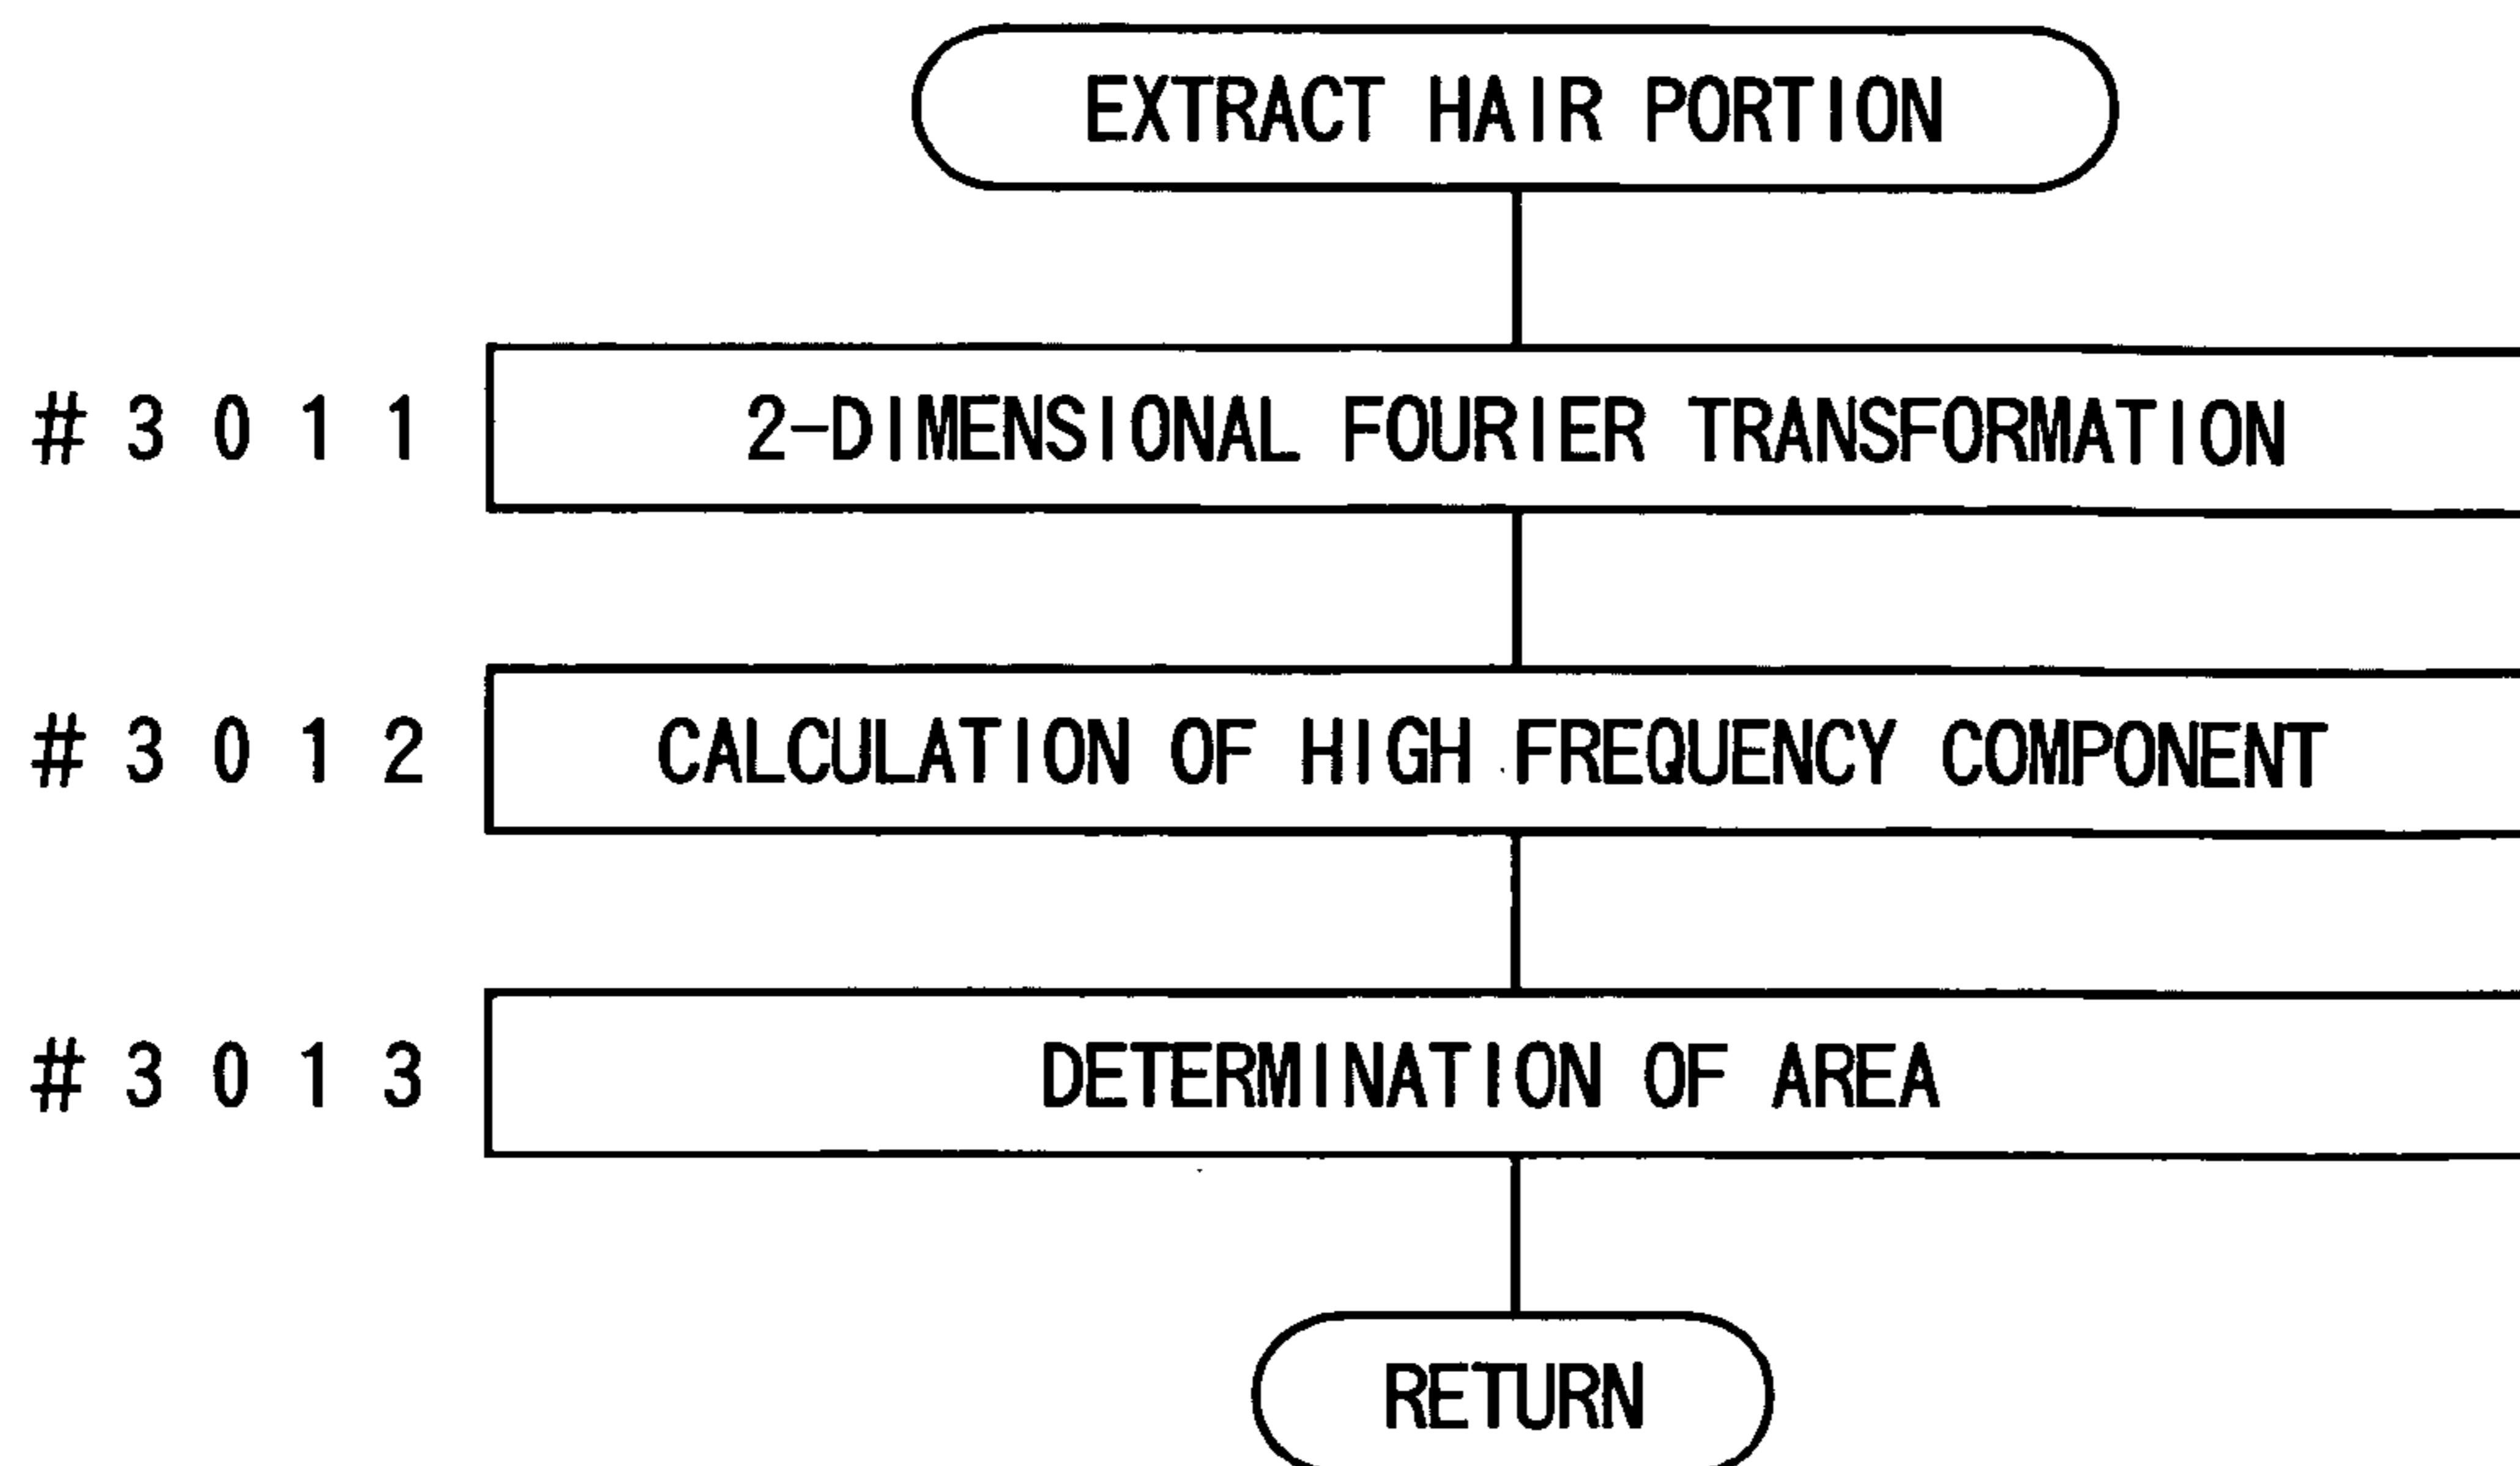 EXTRACT HAIR PORTION
#3011 2-DIMENSIONAL FOURIER TRANSFORMATION
#3012 CALCULATION OF HIGH FREQUENCY COMPONENT
#3013 DETERMINATION OF AREA
RETURN